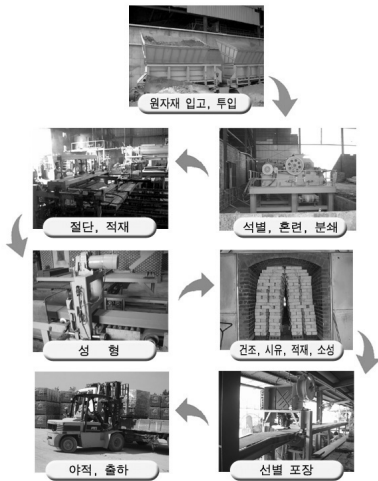 원자재 입고, 투입
석별, 혼련, 분쇄
절단, 적재
성 형
건조, 시유, 적재, 소성
선별 포장
야적, 출하